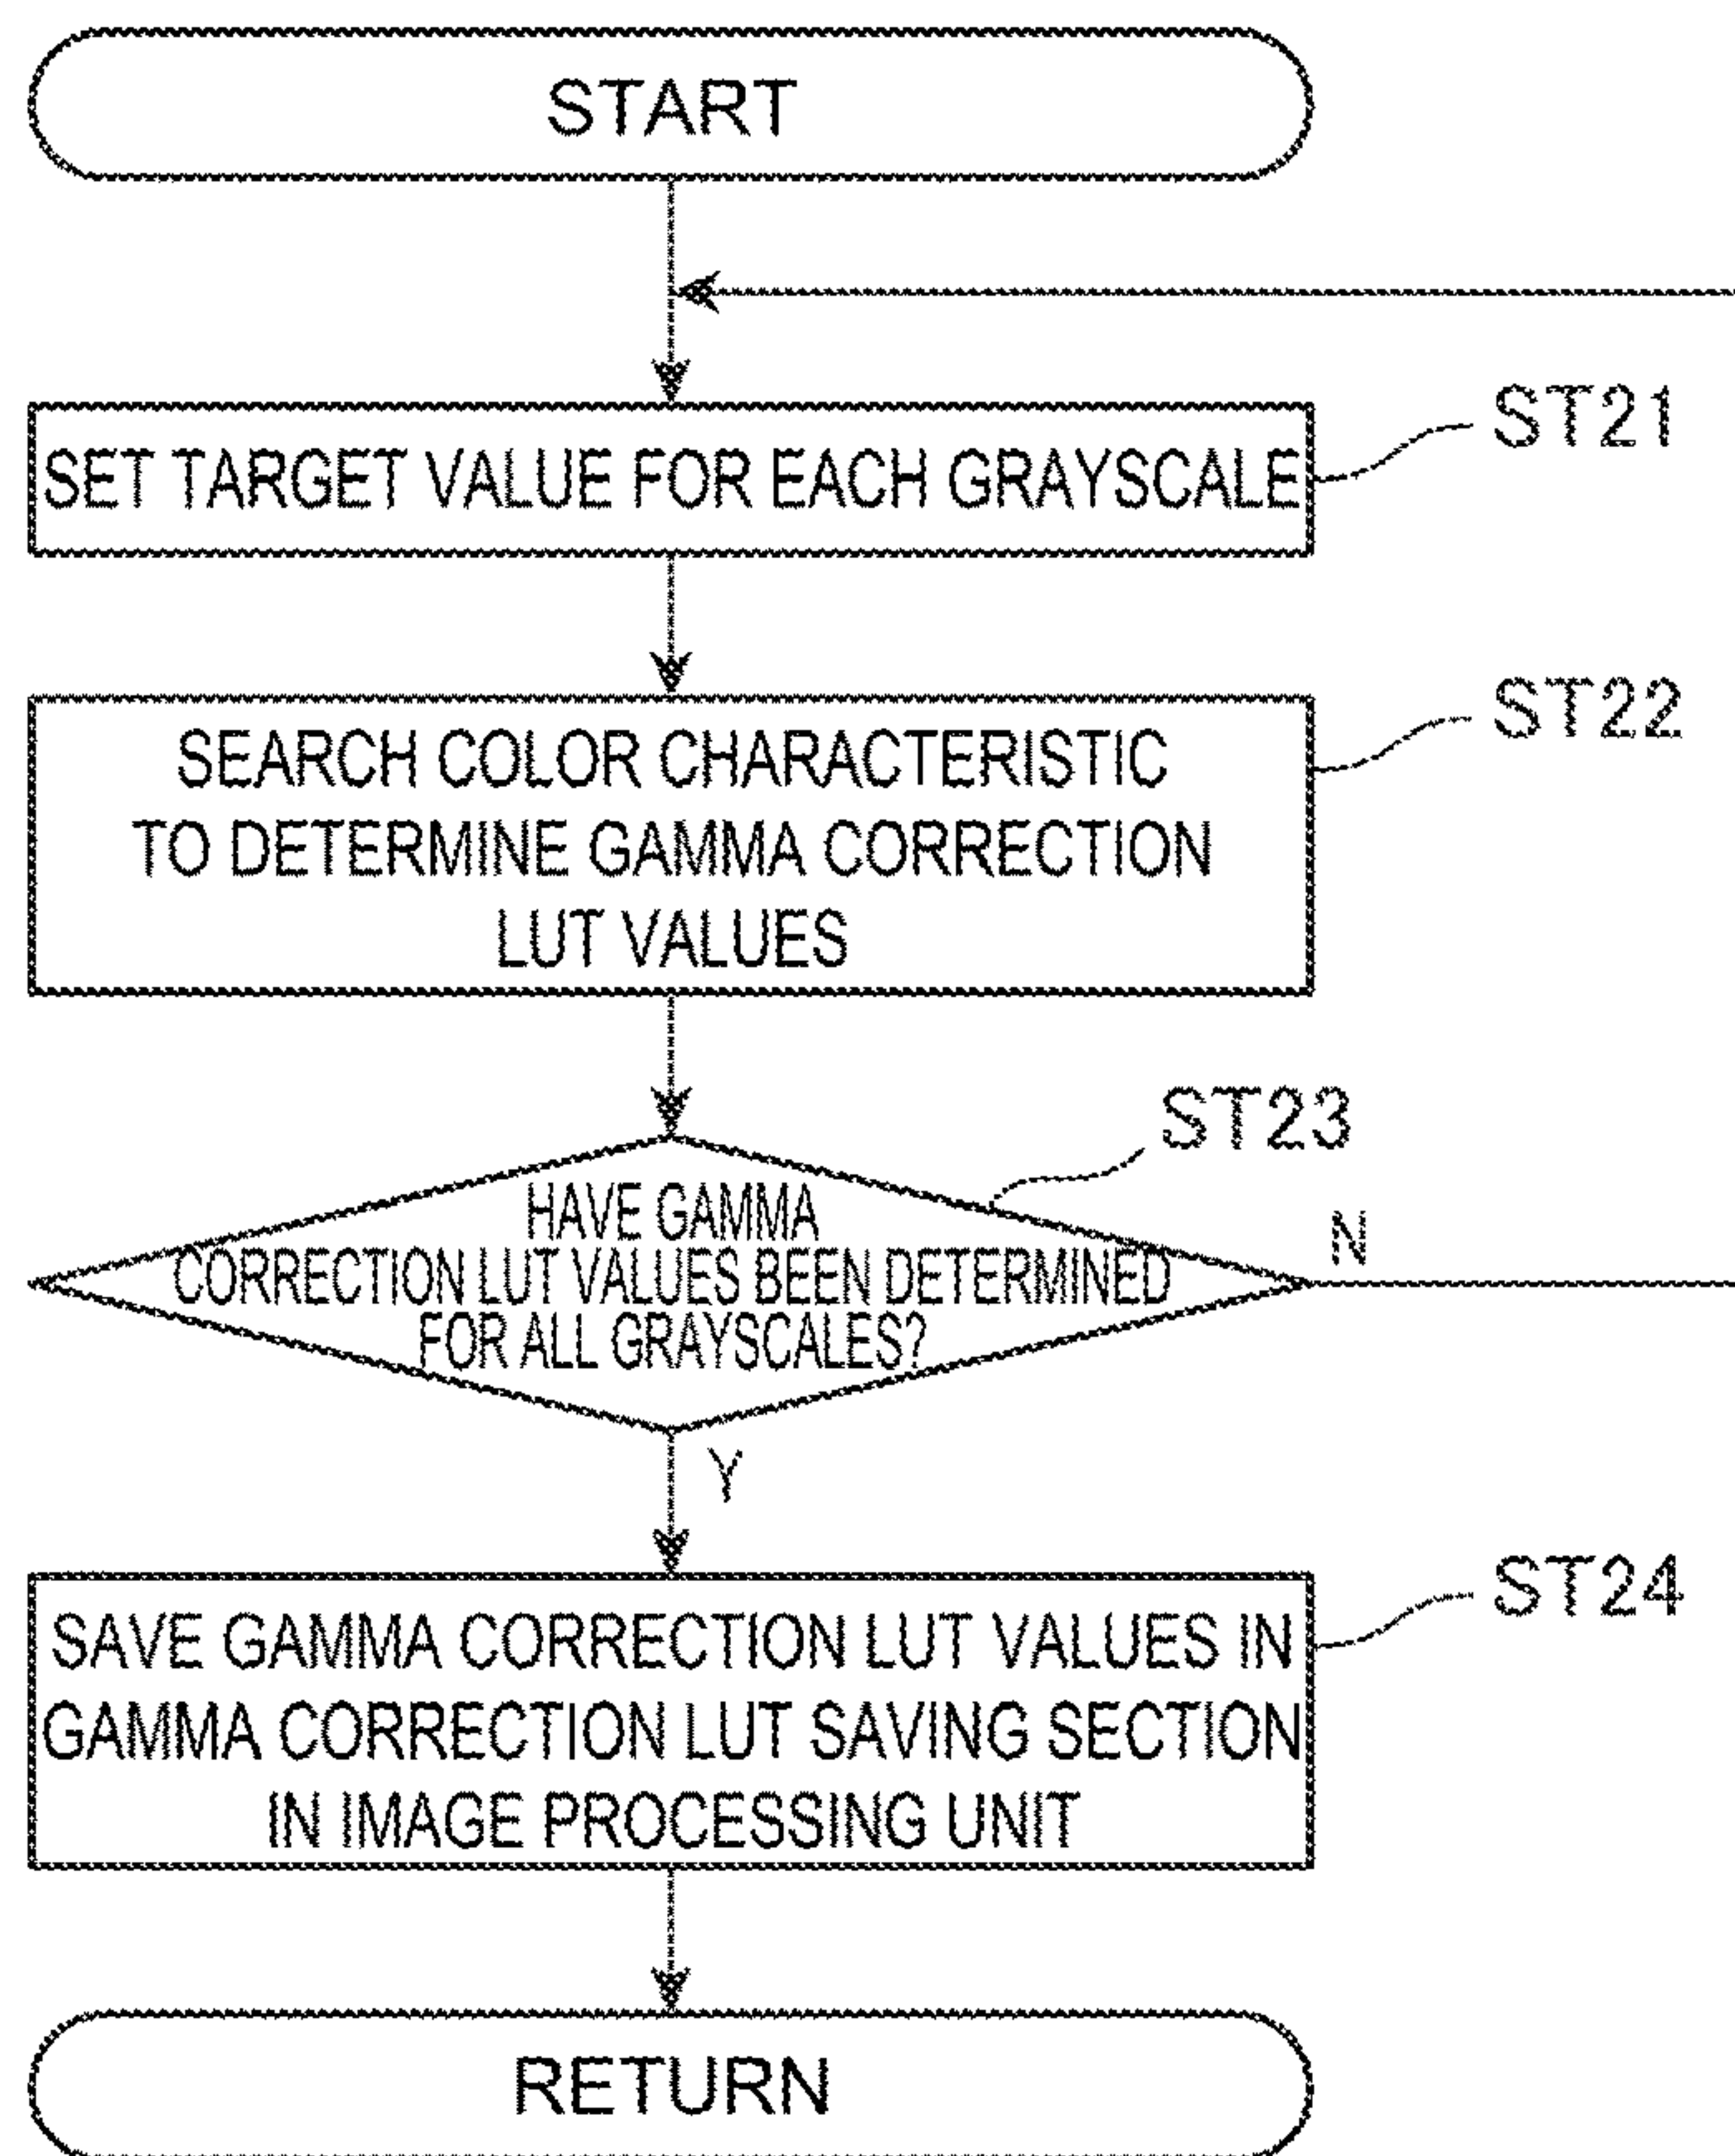 START
SET TARGET VALUE FOR EACH GRAYSCALE
ST21
SEARCH COLOR CHARACTERISTIC
TO DETERMINE GAMMA CORRECTION
LUT VALUES
ST22
ST23
HAVE GAMMA
CORRECTION LUT VALUES BEEN DETERMINED
FOR ALL GRAYSCALES?
N
Y
SAVE GAMMA CORRECTION LUT VALUES IN
GAMMA CORRECTION LUT SAVING SECTION
IN IMAGE PROCESSING UNIT
ST24
RETURN